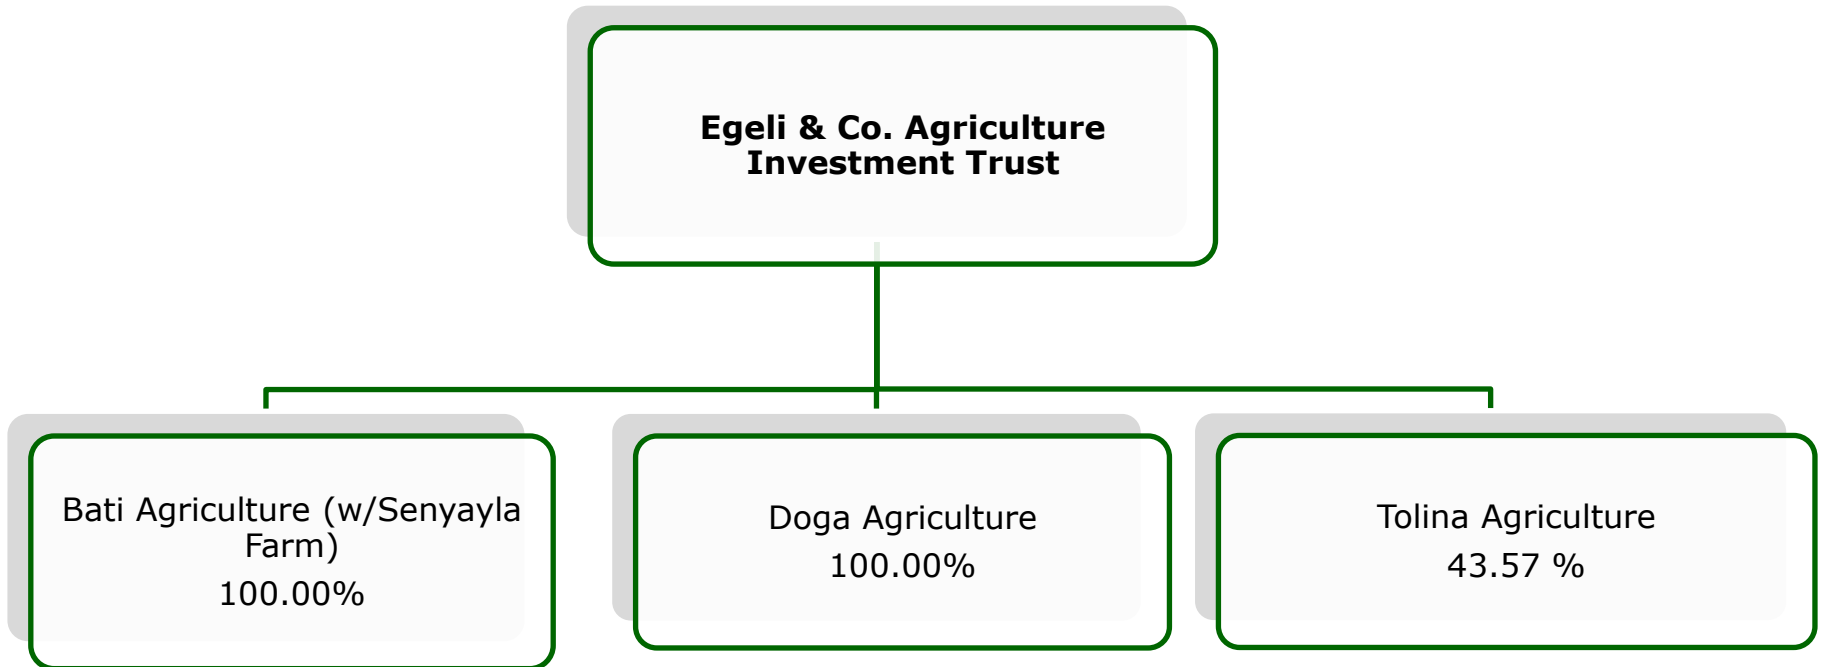 Egeli & Co. Agriculture
Investment Trust
Bati Agriculture (w/Senyayla
Farm)
100.00%
Doga Agriculture
100.00%
Tolina Agriculture
43.57 %